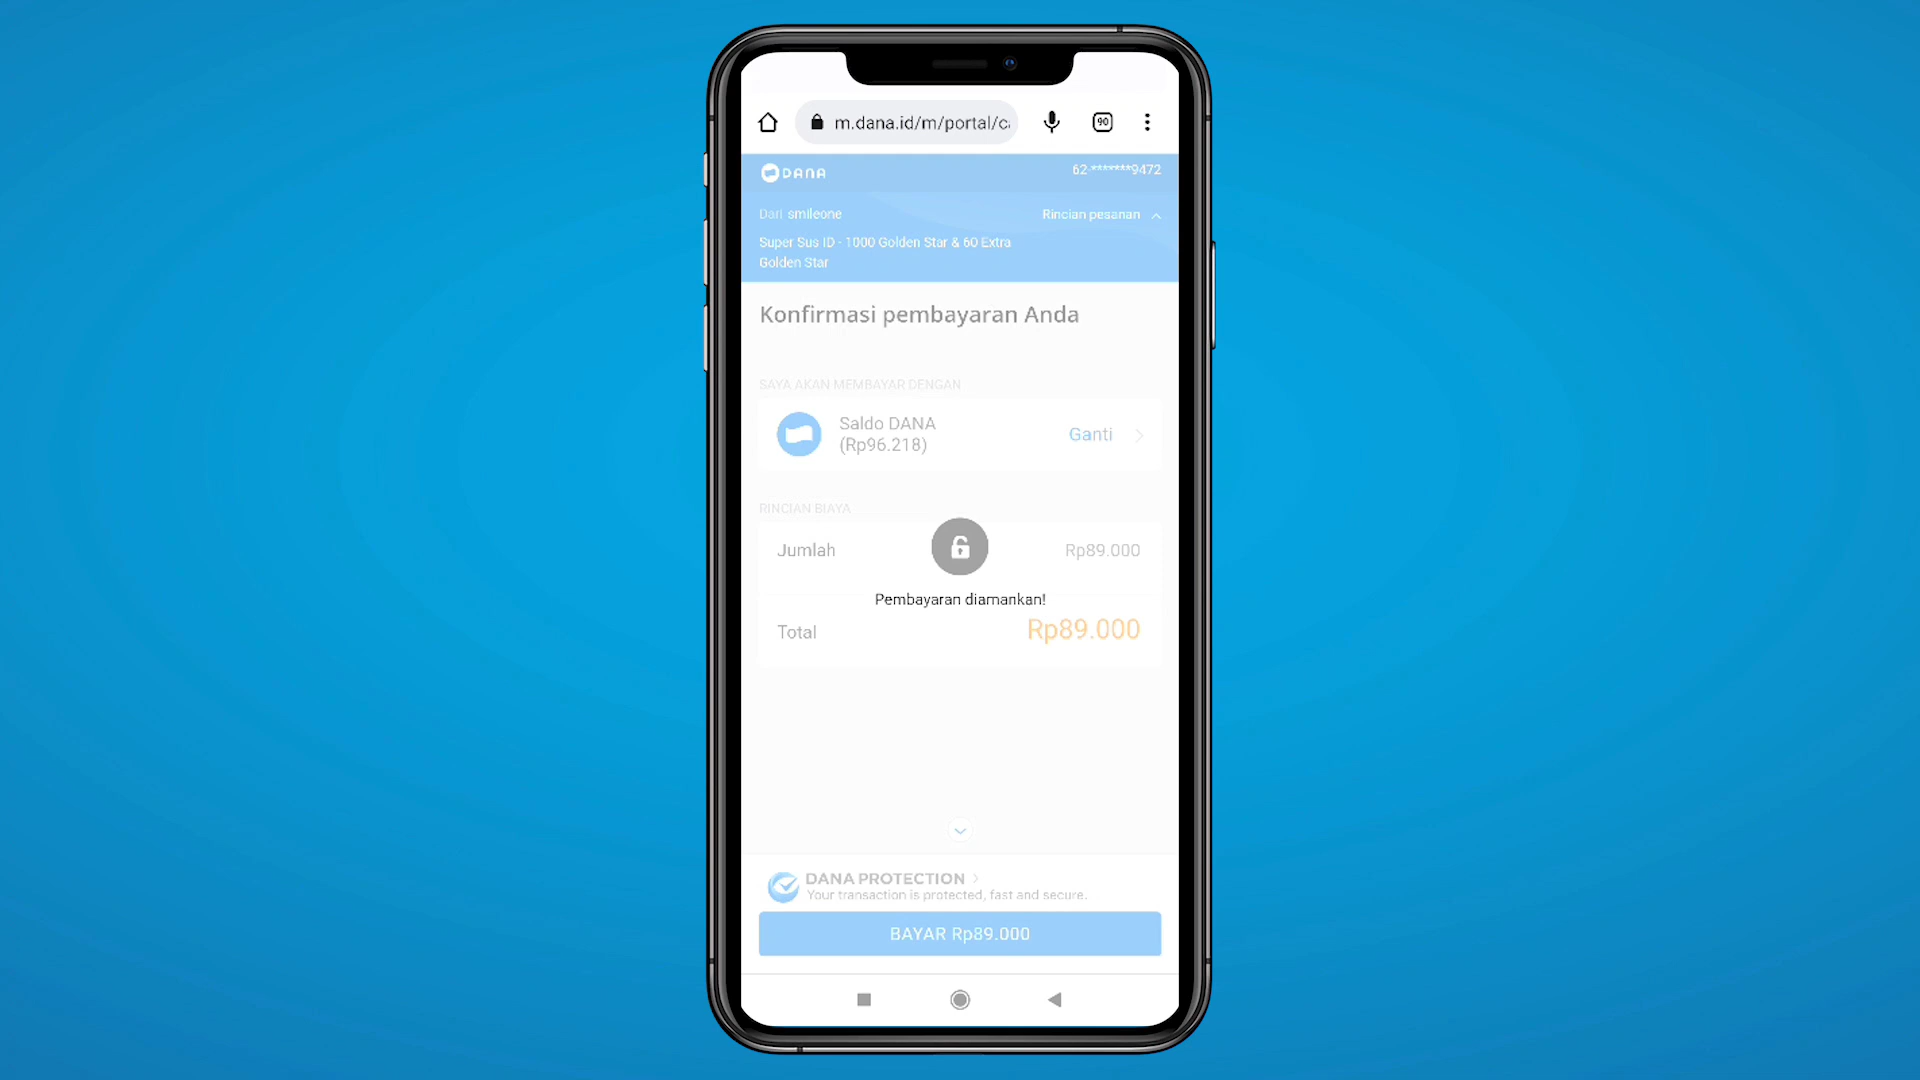 m.dana.id/m/portal/ca
90
DANA
62-*******9472
Dari smileone
Rincian pesanan
Super Sus ID - 1000 Golden Star & 60 Extra
Golden Star
Konfirmasi pembayaran Anda
SAYA AKAN MEMBAYAR DENGAN
Saldo DANA
(Rp96.218)
Ganti
RINCIAN BIAYA
Jumlah
Rp89.000
Pembayaran diamankan!
Total
Rp89.000
DANA PROTECTION
Your transaction is protected, fast and secure.
BAYAR Rp89.000